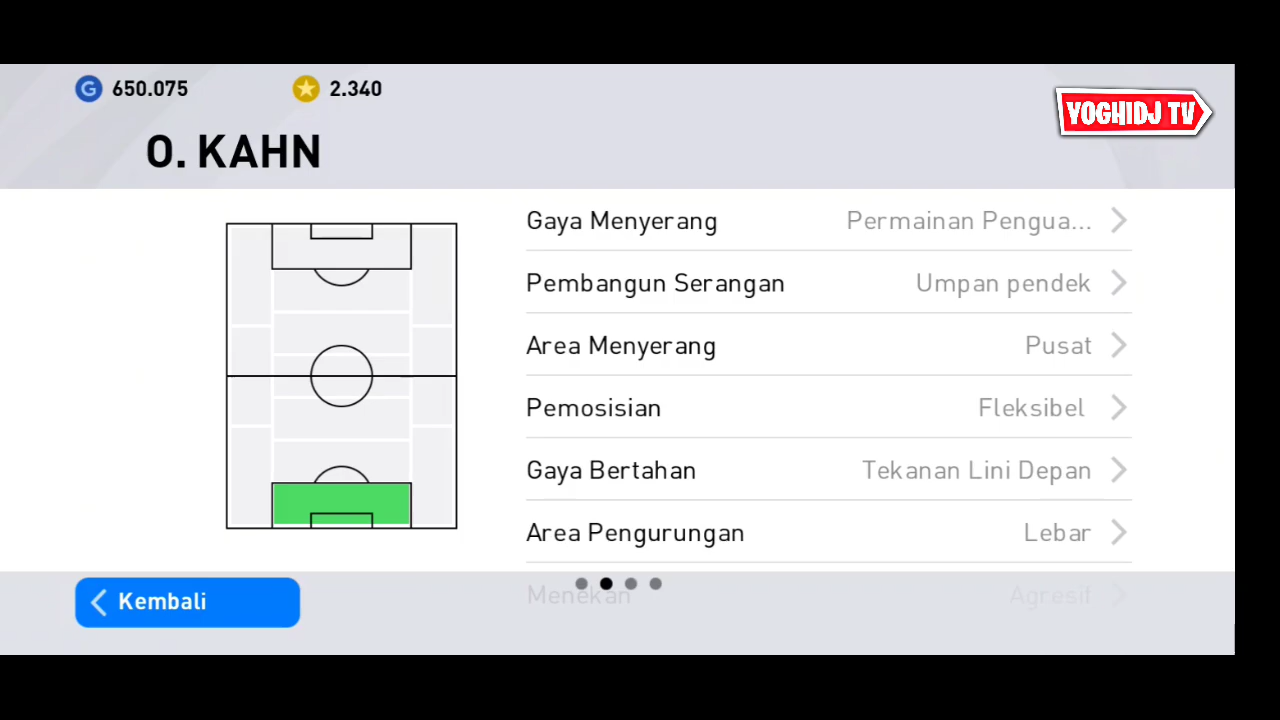 G 650.075 2.340
YOGHIDJ TV
O. KAHN
Gaya Menyerang Permainan Pengua...
Pembangun Serangan Umpan pendek
Area Menyerang Pusat
Pemosisian Fleksibel
Gaya Bertahan Tekanan Lini Depan
Area Pengurungan Lebar
Menekan Agresif
Kembali